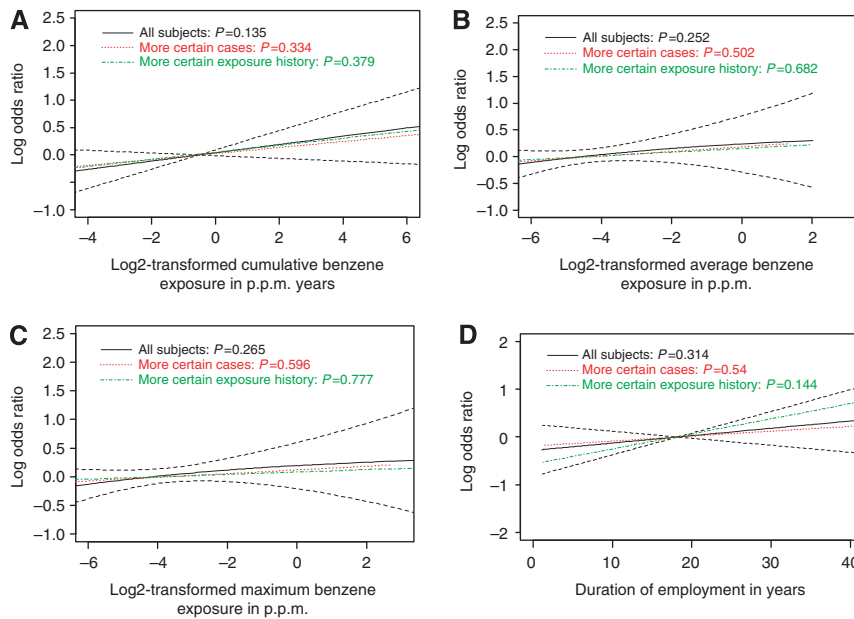 A
2.5
2.0
1.5
1.0
0.5
0.0
–1.0
Log odds ratio
All subjects: P=0.135
More certain cases: P=0.334
More certain exposure history: P=0.379
–4 –2 0 2 4 6
Log2-transformed cumulative benzene
exposure in p.p.m. years
B
2.5
2.0
1.5
1.0
0.5
0.0
–0.5
–1.0
Log odds ratio
All subjects: P=0.252
More certain cases: P=0.502
More certain exposure history: P=0.682
–6 –4 –2 0 2
Log2-transformed average benzene
exposure in p.p.m.
C
2.5
2.0
1.5
1.0
0.5
0.0
–0.5
–1.0
Log odds ratio
All subjects: P=0.265
More certain cases: P=0.596
More certain exposure history: P=0.777
–6 –4 –2 0 2
Log2-transformed maximum benzene
exposure in p.p.m.
D
2
1
0
–1
–2
Log odds ratio
All subjects: P=0.314
More certain cases: P=0.54
More certain exposure history: P=0.144
0 10 20 30 40
Duration of employment in years